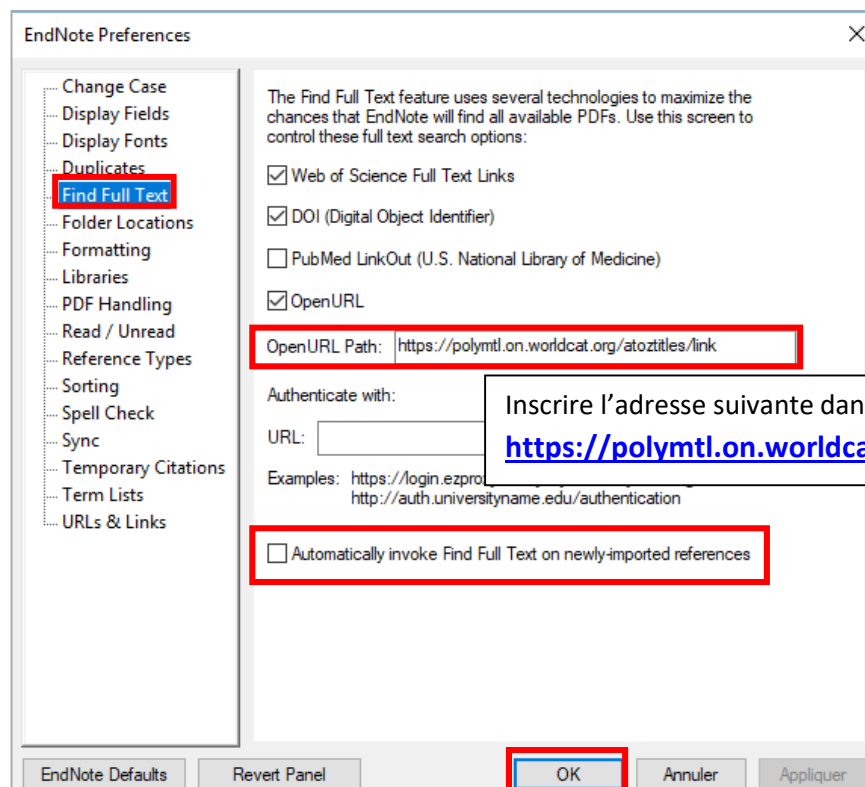 EndNote Preferences
Change Case
Display Fields
Display Fonts
Duplicates
Find Full Text
Folder Locations
Formatting
Libraries
PDF Handling
Read / Unread
Reference Types
Sorting
Spell Check
Sync
Temporary Citations
Term Lists
URLs & Links
The Find Full Text feature uses several technologies to maximize the
chances that EndNote will find all available PDFs. Use this screen to
control these full text search options:
Web of Science Full Text Links
DOI (Digital Object Identifier)
PubMed LinkOut (U.S. National Library of Medicine)
OpenURL
OpenURL Path: https://polymtl.on.worldcat.org/atoztitles/link
Authenticate with:
URL:
Inscrire l’adresse suivante dan
https://polymtl.on.worldca
Examples: https://login.ezpro
http://auth.universityname.edu/authentication
Automatically invoke Find Full Text on newly-imported references
EndNote Defaults Revert Panel OK Annuler Appliquer